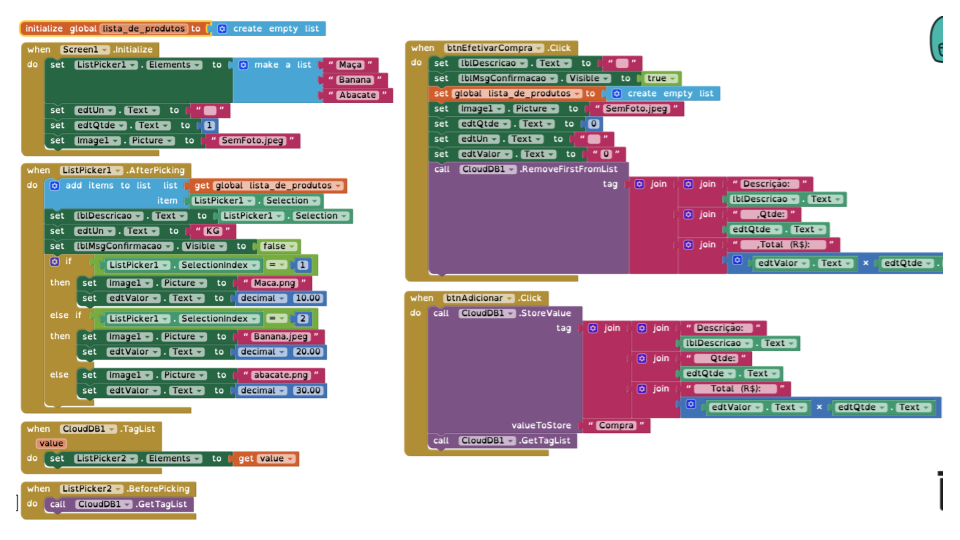 initialize global lista_de_produtos to create empty list
when Screen1 .Initialize
do set ListPicker1 . Elements to make a list " Maça "
" Banana "
" Abacate "
set edtUn . Text to " "
set edtQtde . Text to 1
set Image1 . Picture to " SemFoto.jpeg "
when ListPicker1 .AfterPicking
do add items to list list get global lista_de_produtos
item ListPicker1 . Selection
set lblDescricao . Text to ListPicker1 . Selection
set edtUn . Text to " KG "
set lblMsgConfirmacao . Visible to false
if ListPicker1 . SelectionIndex = 1
then set Image1 . Picture to " Maca.png "
set edtValor . Text to decimal 10.00
else if ListPicker1 . SelectionIndex = 2
then set Image1 . Picture to " Banana.jpeg "
set edtValor . Text to decimal 20.00
else set Image1 . Picture to " abacate.png "
set edtValor . Text to decimal 30.00
when CloudDB1 .TagList
value
do set ListPicker2 . Elements to get value
when ListPicker2 .BeforePicking
do call CloudDB1 .GetTagList
when btnEfetivarCompra .Click
do set lblDescricao . Text to " "
set lblMsgConfirmacao . Visible to true
set global lista_de_produtos to create empty list
set Image1 . Picture to " SemFoto.jpeg "
set edtQtde . Text to 0
set edtUn . Text to " "
set edtValor . Text to " 0 "
call CloudDB1 .RemoveFirstFromList
tag join join " Descrição: "
lblDescricao . Text
join " ,Qtde: "
edtQtde . Text
join " ,Total (R$): "
edtValor . Text × edtQtde .
when btnAdicionar .Click
do call CloudDB1 .StoreValue
tag join join " Descrição: "
lblDescricao . Text
join " Qtde: "
edtQtde . Text
join " Total (R$): "
edtValor . Text × edtQtde . Text
valueToStore " Compra "
call CloudDB1 .GetTagList